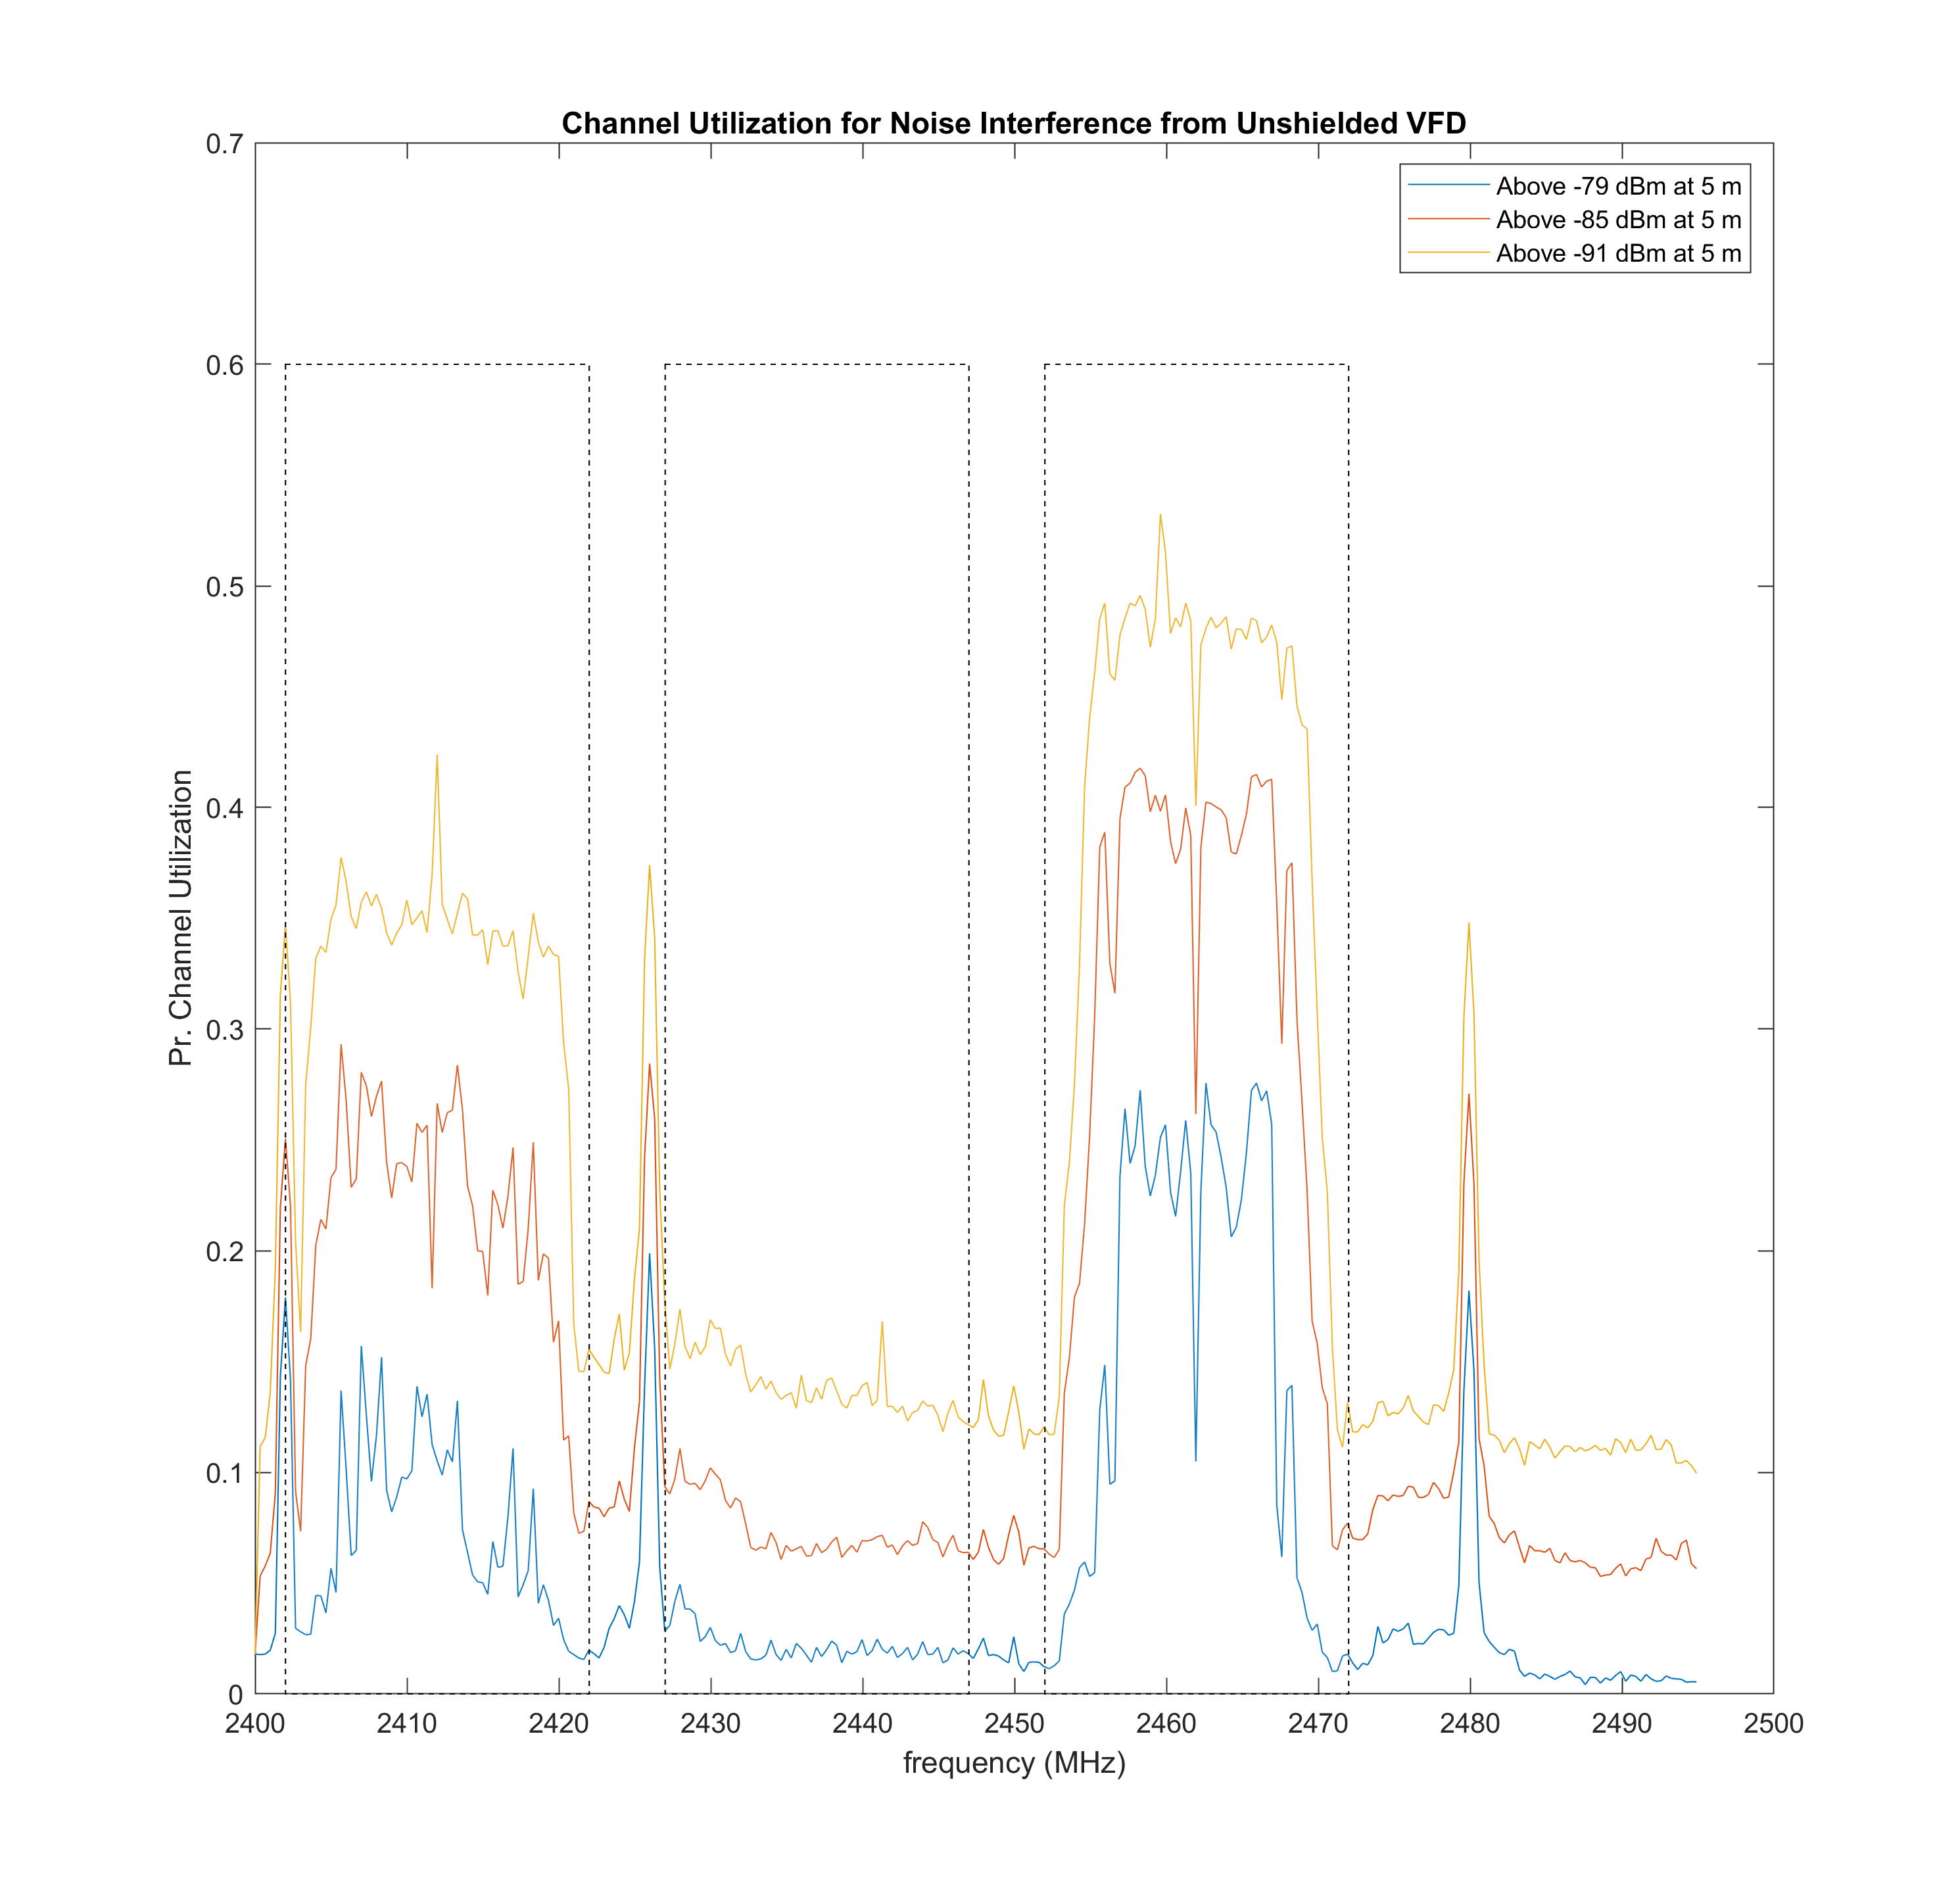 Channel Utilization for Noise Interference from Unshielded VFD
0.7
0.6
0.5
0.4
0.3
0.2
0.1
0
Pr. Channel Utilization
Above -79 dBm at 5 m
Above -85 dBm at 5 m
Above -91 dBm at 5 m
2400 2410 2420 2430 2440 2450 2460 2470 2480 2490 2500
frequency (MHz)